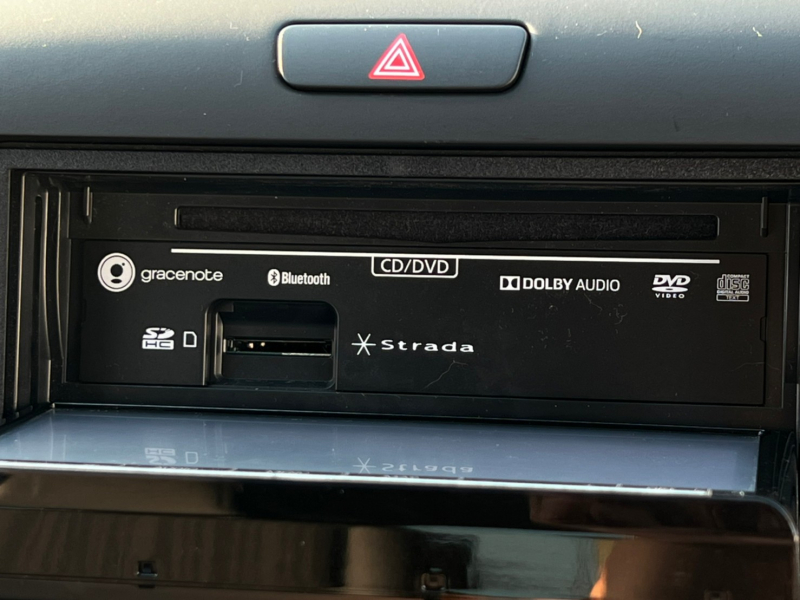 gracenote
Bluetooth
CD/DVD
DOLBY AUDIO
DVD
VIDEO
COMPACT
disc
DIGITAL AUDIO
TEXT
SD
HC
Strada